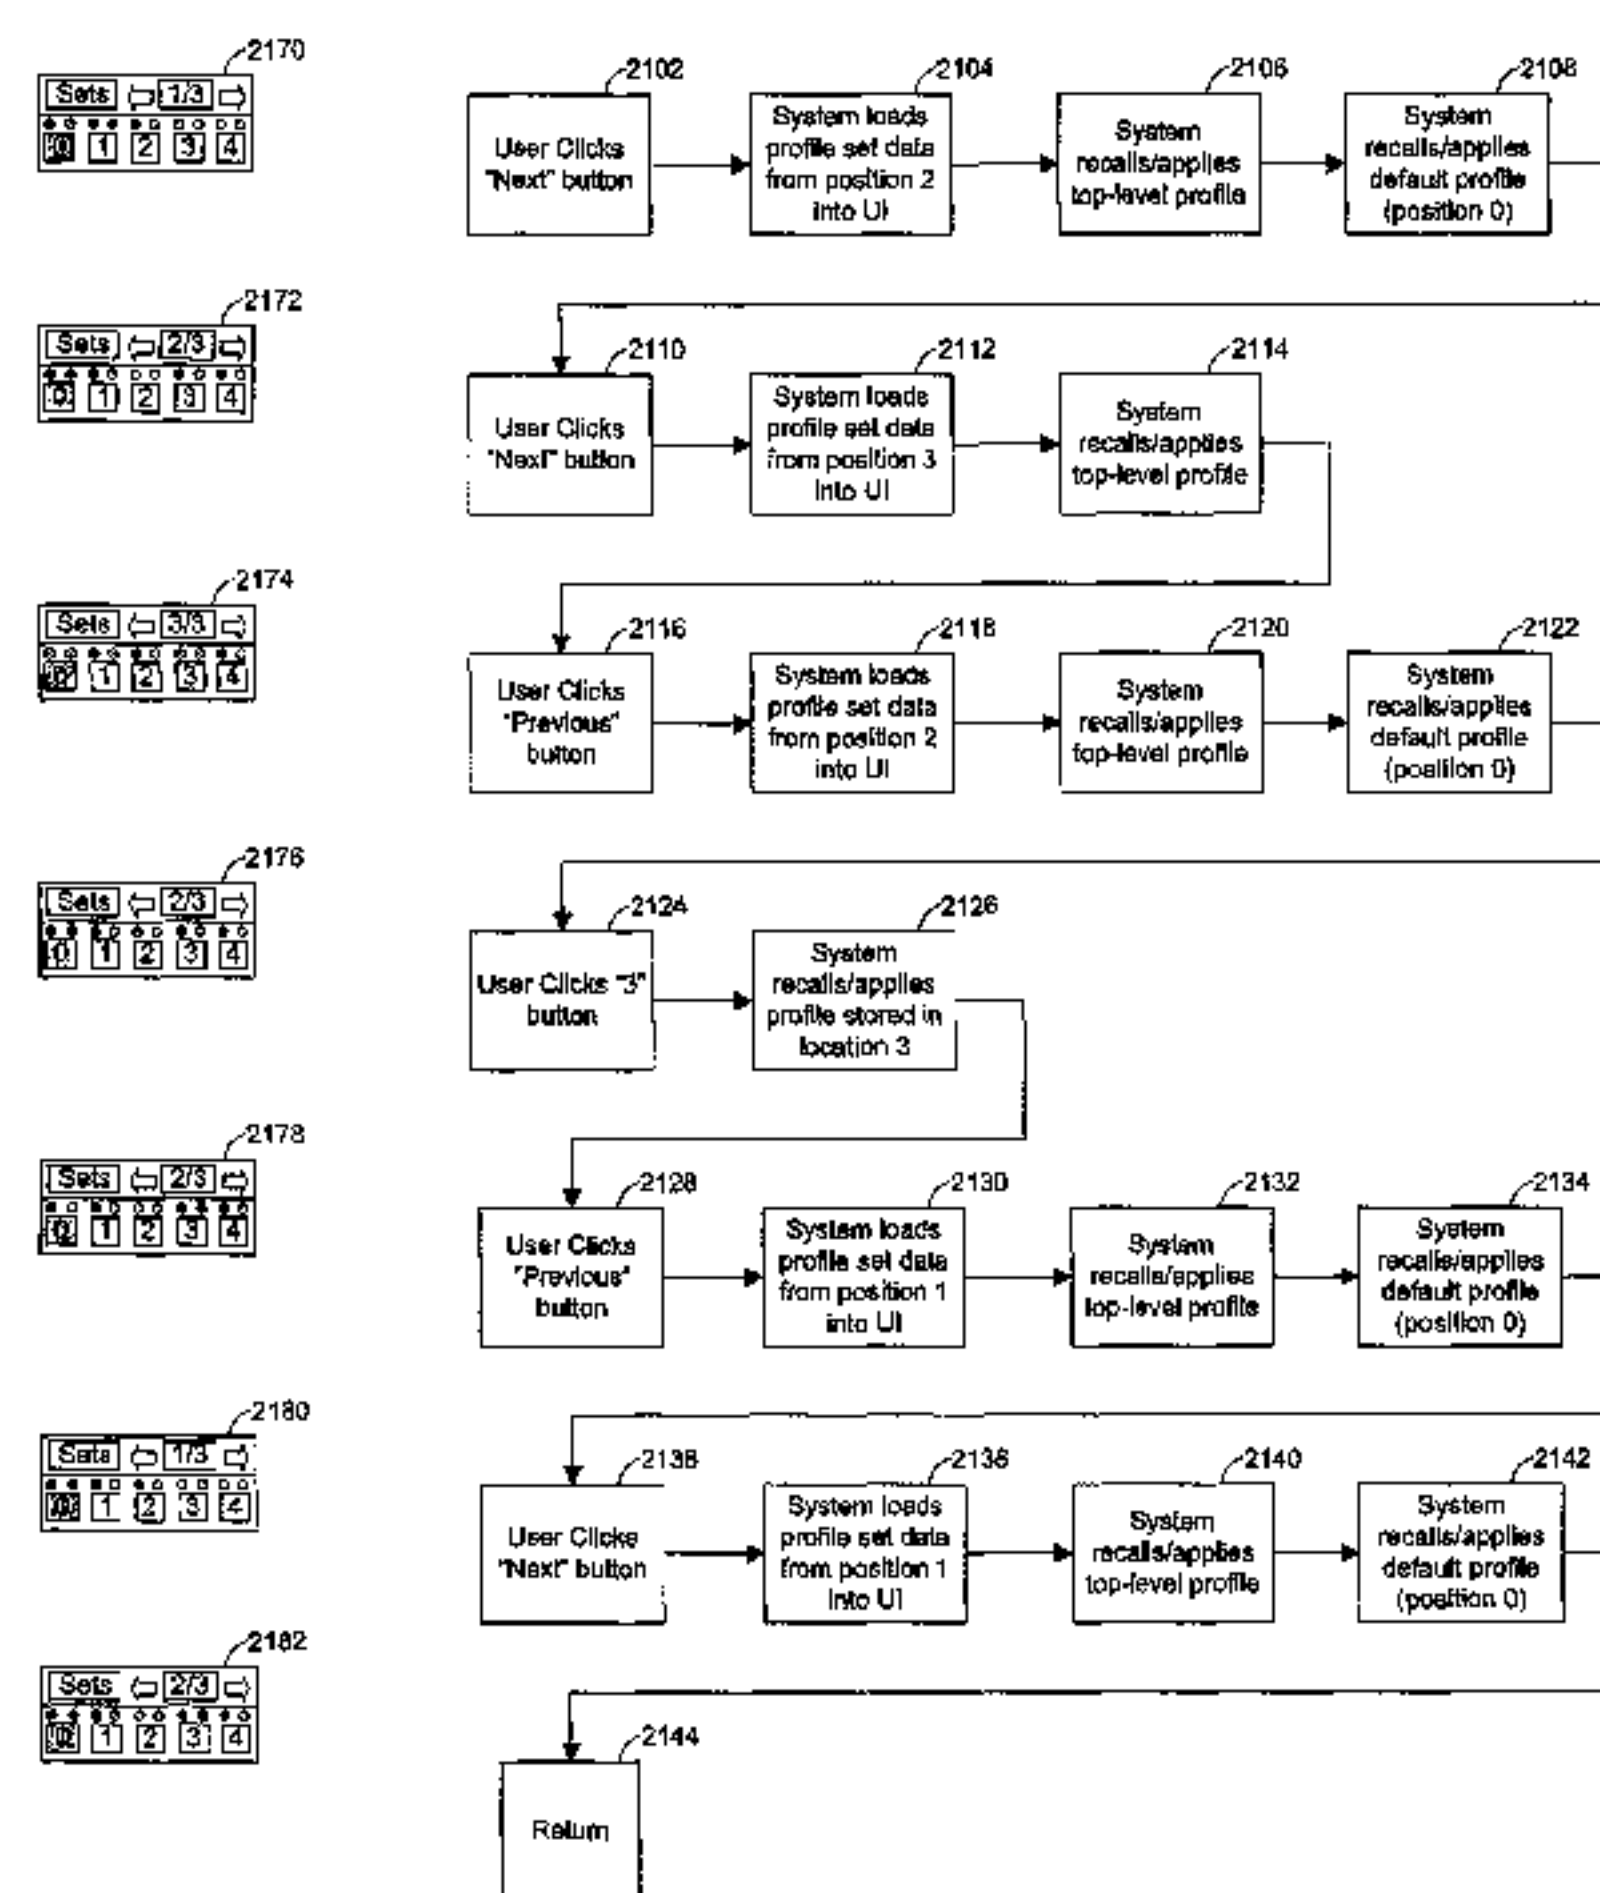 2170
Sets 1/3
0 1 2 3 4
2102
User Clicks
"Next" button
2104
System loads
profile set data
from position 2
into UI
2106
System
recalls/applies
top-level profile
2108
System
recalls/applies
default profile
(position 0)
2172
Sets 2/3
0 1 2 3 4
2110
User Clicks
"Next" button
2112
System loads
profile set data
from position 3
into UI
2114
System
recalls/applies
top-level profile
2174
Sets 3/3
0 1 2 3 4
2116
User Clicks
"Previous"
button
2118
System loads
profile set data
from position 2
into UI
2120
System
recalls/applies
top-level profile
2122
System
recalls/applies
default profile
(position 0)
2176
Sets 2/3
0 1 2 3 4
2124
User Clicks "3"
button
2126
System
recalls/applies
profile stored in
location 3
2178
Sets 2/3
0 1 2 3 4
2128
User Clicks
"Previous"
button
2130
System loads
profile set data
from position 1
into UI
2132
System
recalls/applies
top-level profile
2134
System
recalls/applies
default profile
(position 0)
2180
Sets 1/3
0 1 2 3 4
2138
User Clicks
"Next" button
2136
System loads
profile set data
from position 1
into UI
2140
System
recalls/applies
top-level profile
2142
System
recalls/applies
default profile
(position 0)
2182
Sets 2/3
0 1 2 3 4
2144
Return